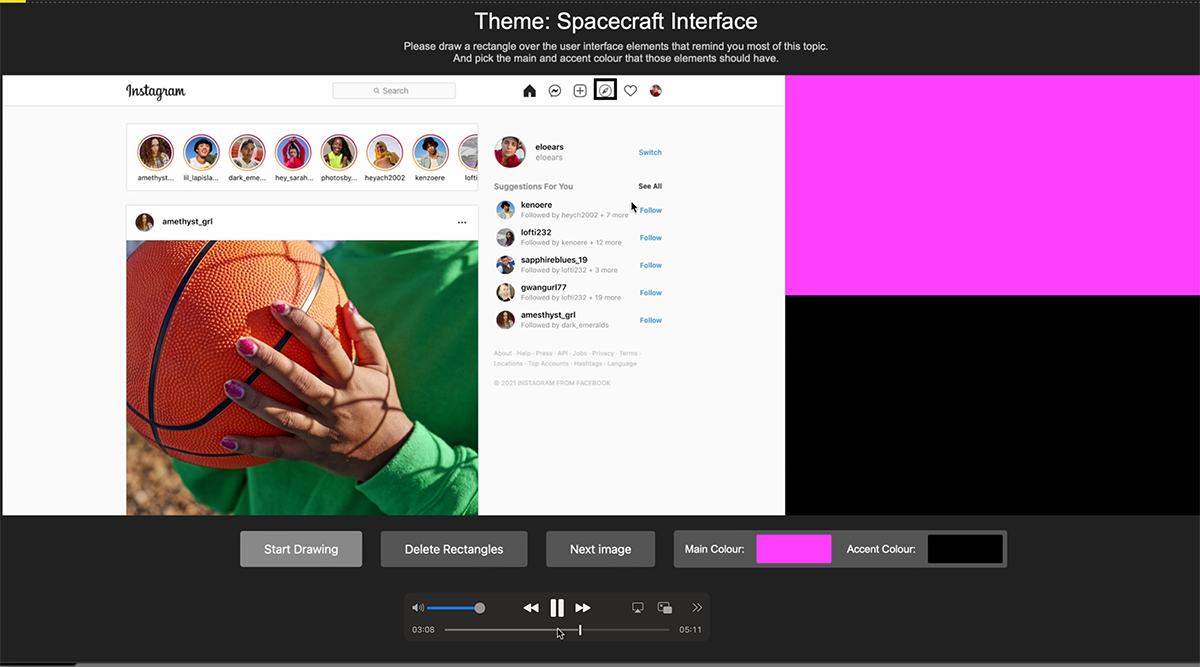 Theme: Spacecraft Interface
Please draw a rectangle over the user interface elements that remind you most of this topic.
And pick the main and accent colour that those elements should have.
Instagram
Search
amethyst...
lil_lapisla...
dark_eme...
hey_sarah...
photosby...
heyach2002
kenzoere
lofti
eloears
eloears
Switch
Suggestions For You
See All
kenoere
Followed by heych2002 + 7 more
Follow
lofti232
Followed by kenoere + 12 more
Follow
sapphireblues_19
Followed by lofti232 + 3 more
Follow
gwangurl77
Followed by lofti232 + 19 more
Follow
amesthyst_grl
Followed by dark_emeralds
Follow
About · Help · Press · API · Jobs · Privacy · Terms ·
Locations · Top Accounts · Hashtags · Language
© 2021 INSTAGRAM FROM FACEBOOK
amethyst_grl
Start Drawing
Delete Rectangles
Next image
Main Colour:
Accent Colour:
03:08
05:11